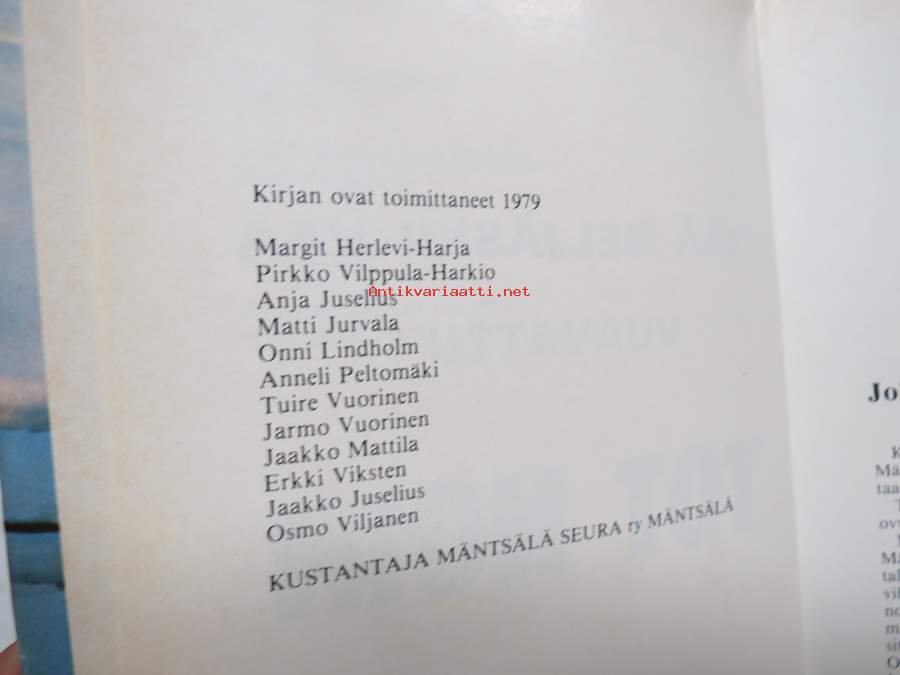 Kirjan ovat toimittaneet 1979
Margit Herlevi-Harja
Pirkko Vilppula-Harkio
Antikvariaatti.net
Anja Juselius
Matti Jurvala
Onni Lindholm
Anneli Peltomäki
Tuire Vuorinen
Jarmo Vuorinen
Jaakko Mattila
Erkki Viksten
Jaakko Juselius
Osmo Viljanen
KUSTANTAJA MÄNTSÄLÄ SEURA ry MÄNTSÄLÄ